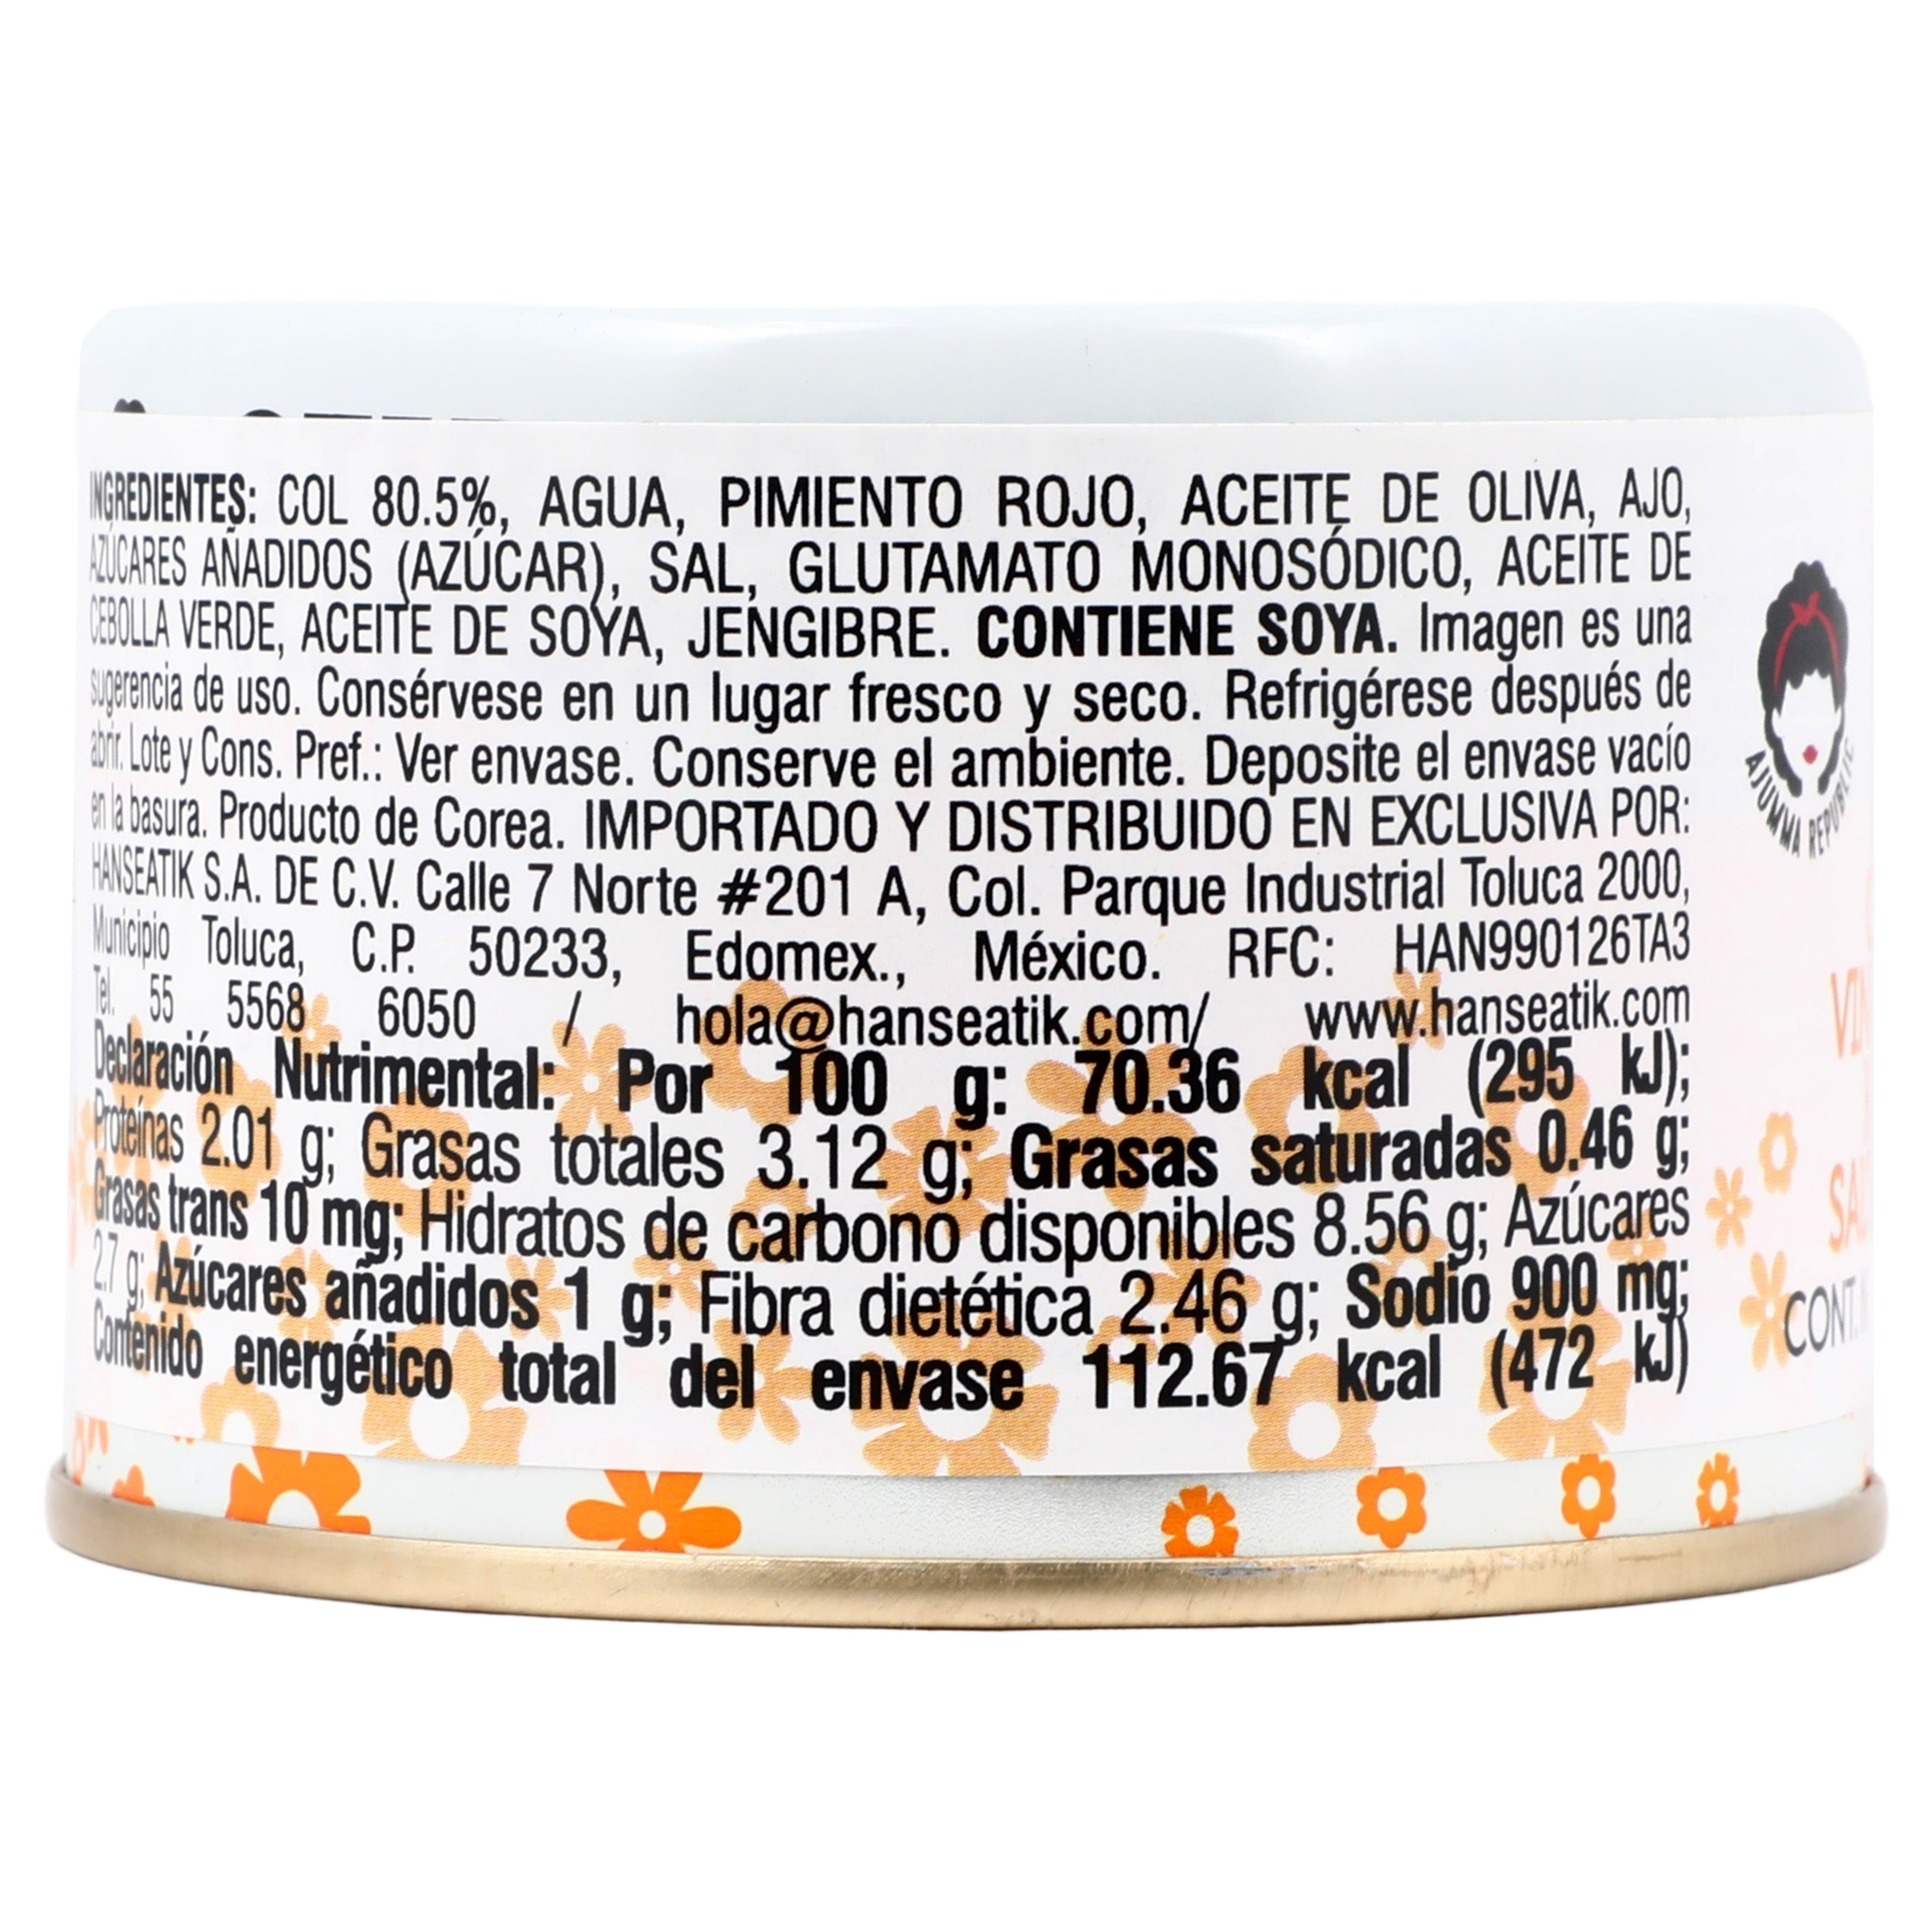 INGREDIENTES: COL 80.5%, AGUA, PIMIENTO ROJO, ACEITE DE OLIVA, AJO,
AZÚCARES AÑADIDOS (AZÚCAR), SAL, GLUTAMATO MONOSÓDICO, ACEITE DE
CEBOLLA VERDE, ACEITE DE SOYA, JENGIBRE. CONTIENE SOYA. Imagen es una
sugerencia de uso. Consérvese en un lugar fresco y seco. Refrigérese después de
abrir. Lote y Cons. Pref.: Ver envase. Conserve el ambiente. Deposite el envase vacío
en la basura. Producto de Corea. IMPORTADO Y DISTRIBUIDO EN EXCLUSIVA POR:
HANSEATIK S.A. DE C.V. Calle 7 Norte #201 A, Col. Parque Industrial Toluca 2000,
Municipio Toluca, C.P. 50233, Edomex., México. RFC: HAN990126TA3
Tel. 55 5568 6050 / hola@hanseatik.com/ www.hanseatik.com
Declaración Nutrimental: Por 100 g: 70.36 kcal (295 kJ);
Proteínas 2.01 g; Grasas totales 3.12 g; Grasas saturadas 0.46 g;
Grasas trans 10 mg; Hidratos de carbono disponibles 8.56 g; Azúcares
2.7 g; Azúcares añadidos 1 g; Fibra dietética 2.46 g; Sodio 900 mg;
Contenido energético total del envase 112.67 kcal (472 kJ)
AJUMMA REPUBLIC
CONT.